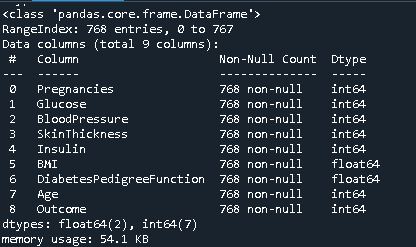 <class 'pandas.core.frame.DataFrame'>
RangeIndex: 768 entries, 0 to 767
Data columns (total 9 columns):
 #   Column                    Non-Null Count  Dtype
---  ------                    --------------  -----
 0   Pregnancies               768 non-null    int64
 1   Glucose                   768 non-null    int64
 2   BloodPressure             768 non-null    int64
 3   SkinThickness             768 non-null    int64
 4   Insulin                   768 non-null    int64
 5   BMI                       768 non-null    float64
 6   DiabetesPedigreeFunction  768 non-null    float64
 7   Age                       768 non-null    int64
 8   Outcome                   768 non-null    int64
dtypes: float64(2), int64(7)
memory usage: 54.1 KB